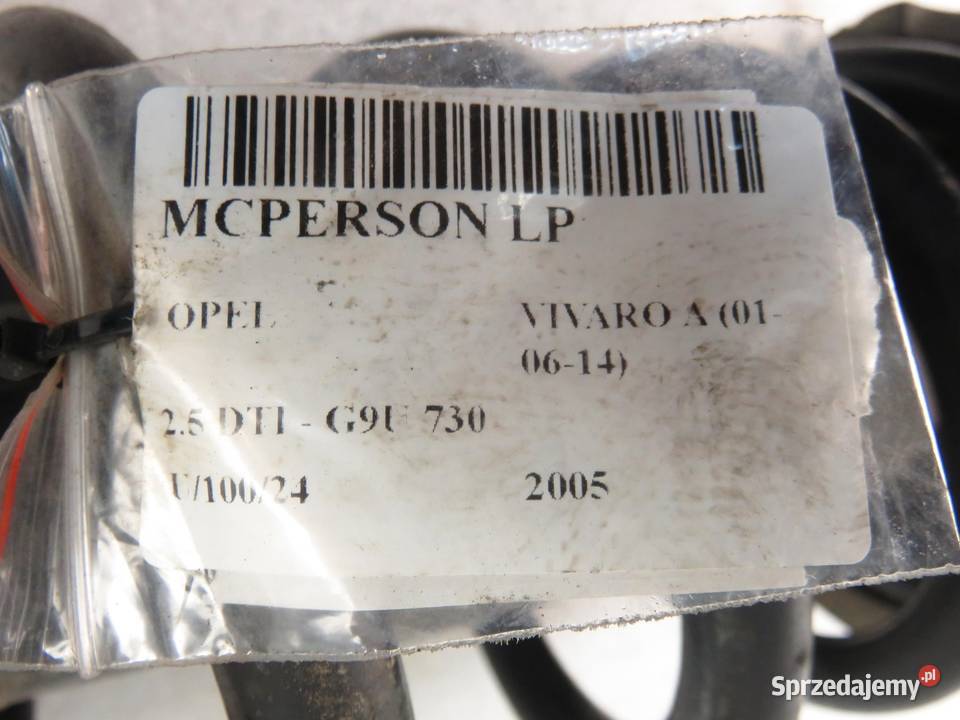 MCPERSON LP
OPEL VIVARO A (01-
06-14)
2.5 DTI - G9U 730
U/100/24 2005
Sprzedajemy.pl